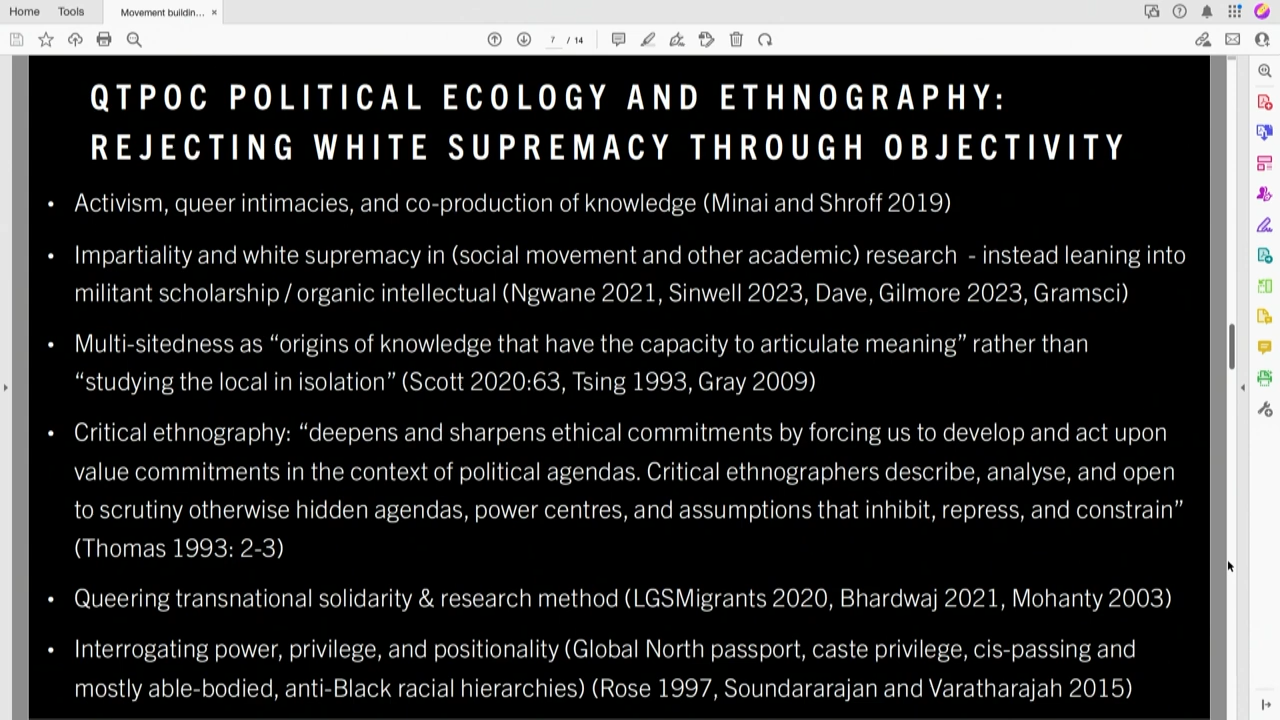 Home Tools Movement buildin... ×
7 / 14
QTPOC POLITICAL ECOLOGY AND ETHNOGRAPHY:
REJECTING WHITE SUPREMACY THROUGH OBJECTIVITY
• Activism, queer intimacies, and co-production of knowledge (Minai and Shroff 2019)
• Impartiality and white supremacy in (social movement and other academic) research - instead leaning into
militant scholarship / organic intellectual (Ngwane 2021, Sinwell 2023, Dave, Gilmore 2023, Gramsci)
• Multi-sitedness as “origins of knowledge that have the capacity to articulate meaning” rather than
“studying the local in isolation” (Scott 2020:63, Tsing 1993, Gray 2009)
• Critical ethnography: “deepens and sharpens ethical commitments by forcing us to develop and act upon
value commitments in the context of political agendas. Critical ethnographers describe, analyse, and open
to scrutiny otherwise hidden agendas, power centres, and assumptions that inhibit, repress, and constrain”
(Thomas 1993: 2-3)
• Queering transnational solidarity & research method (LGSMigrants 2020, Bhardwaj 2021, Mohanty 2003)
• Interrogating power, privilege, and positionality (Global North passport, caste privilege, cis-passing and
mostly able-bodied, anti-Black racial hierarchies) (Rose 1997, Soundararajan and Varatharajah 2015)